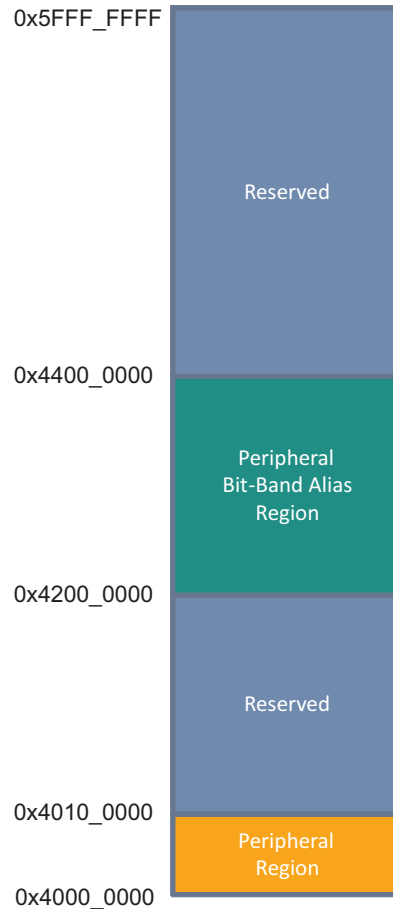 0x5FFF_FFFF
Reserved
0x4400_0000
Peripheral
Bit-Band Alias
Region
0x4200_0000
Reserved
0x4010_0000
Peripheral
Region
0x4000_0000